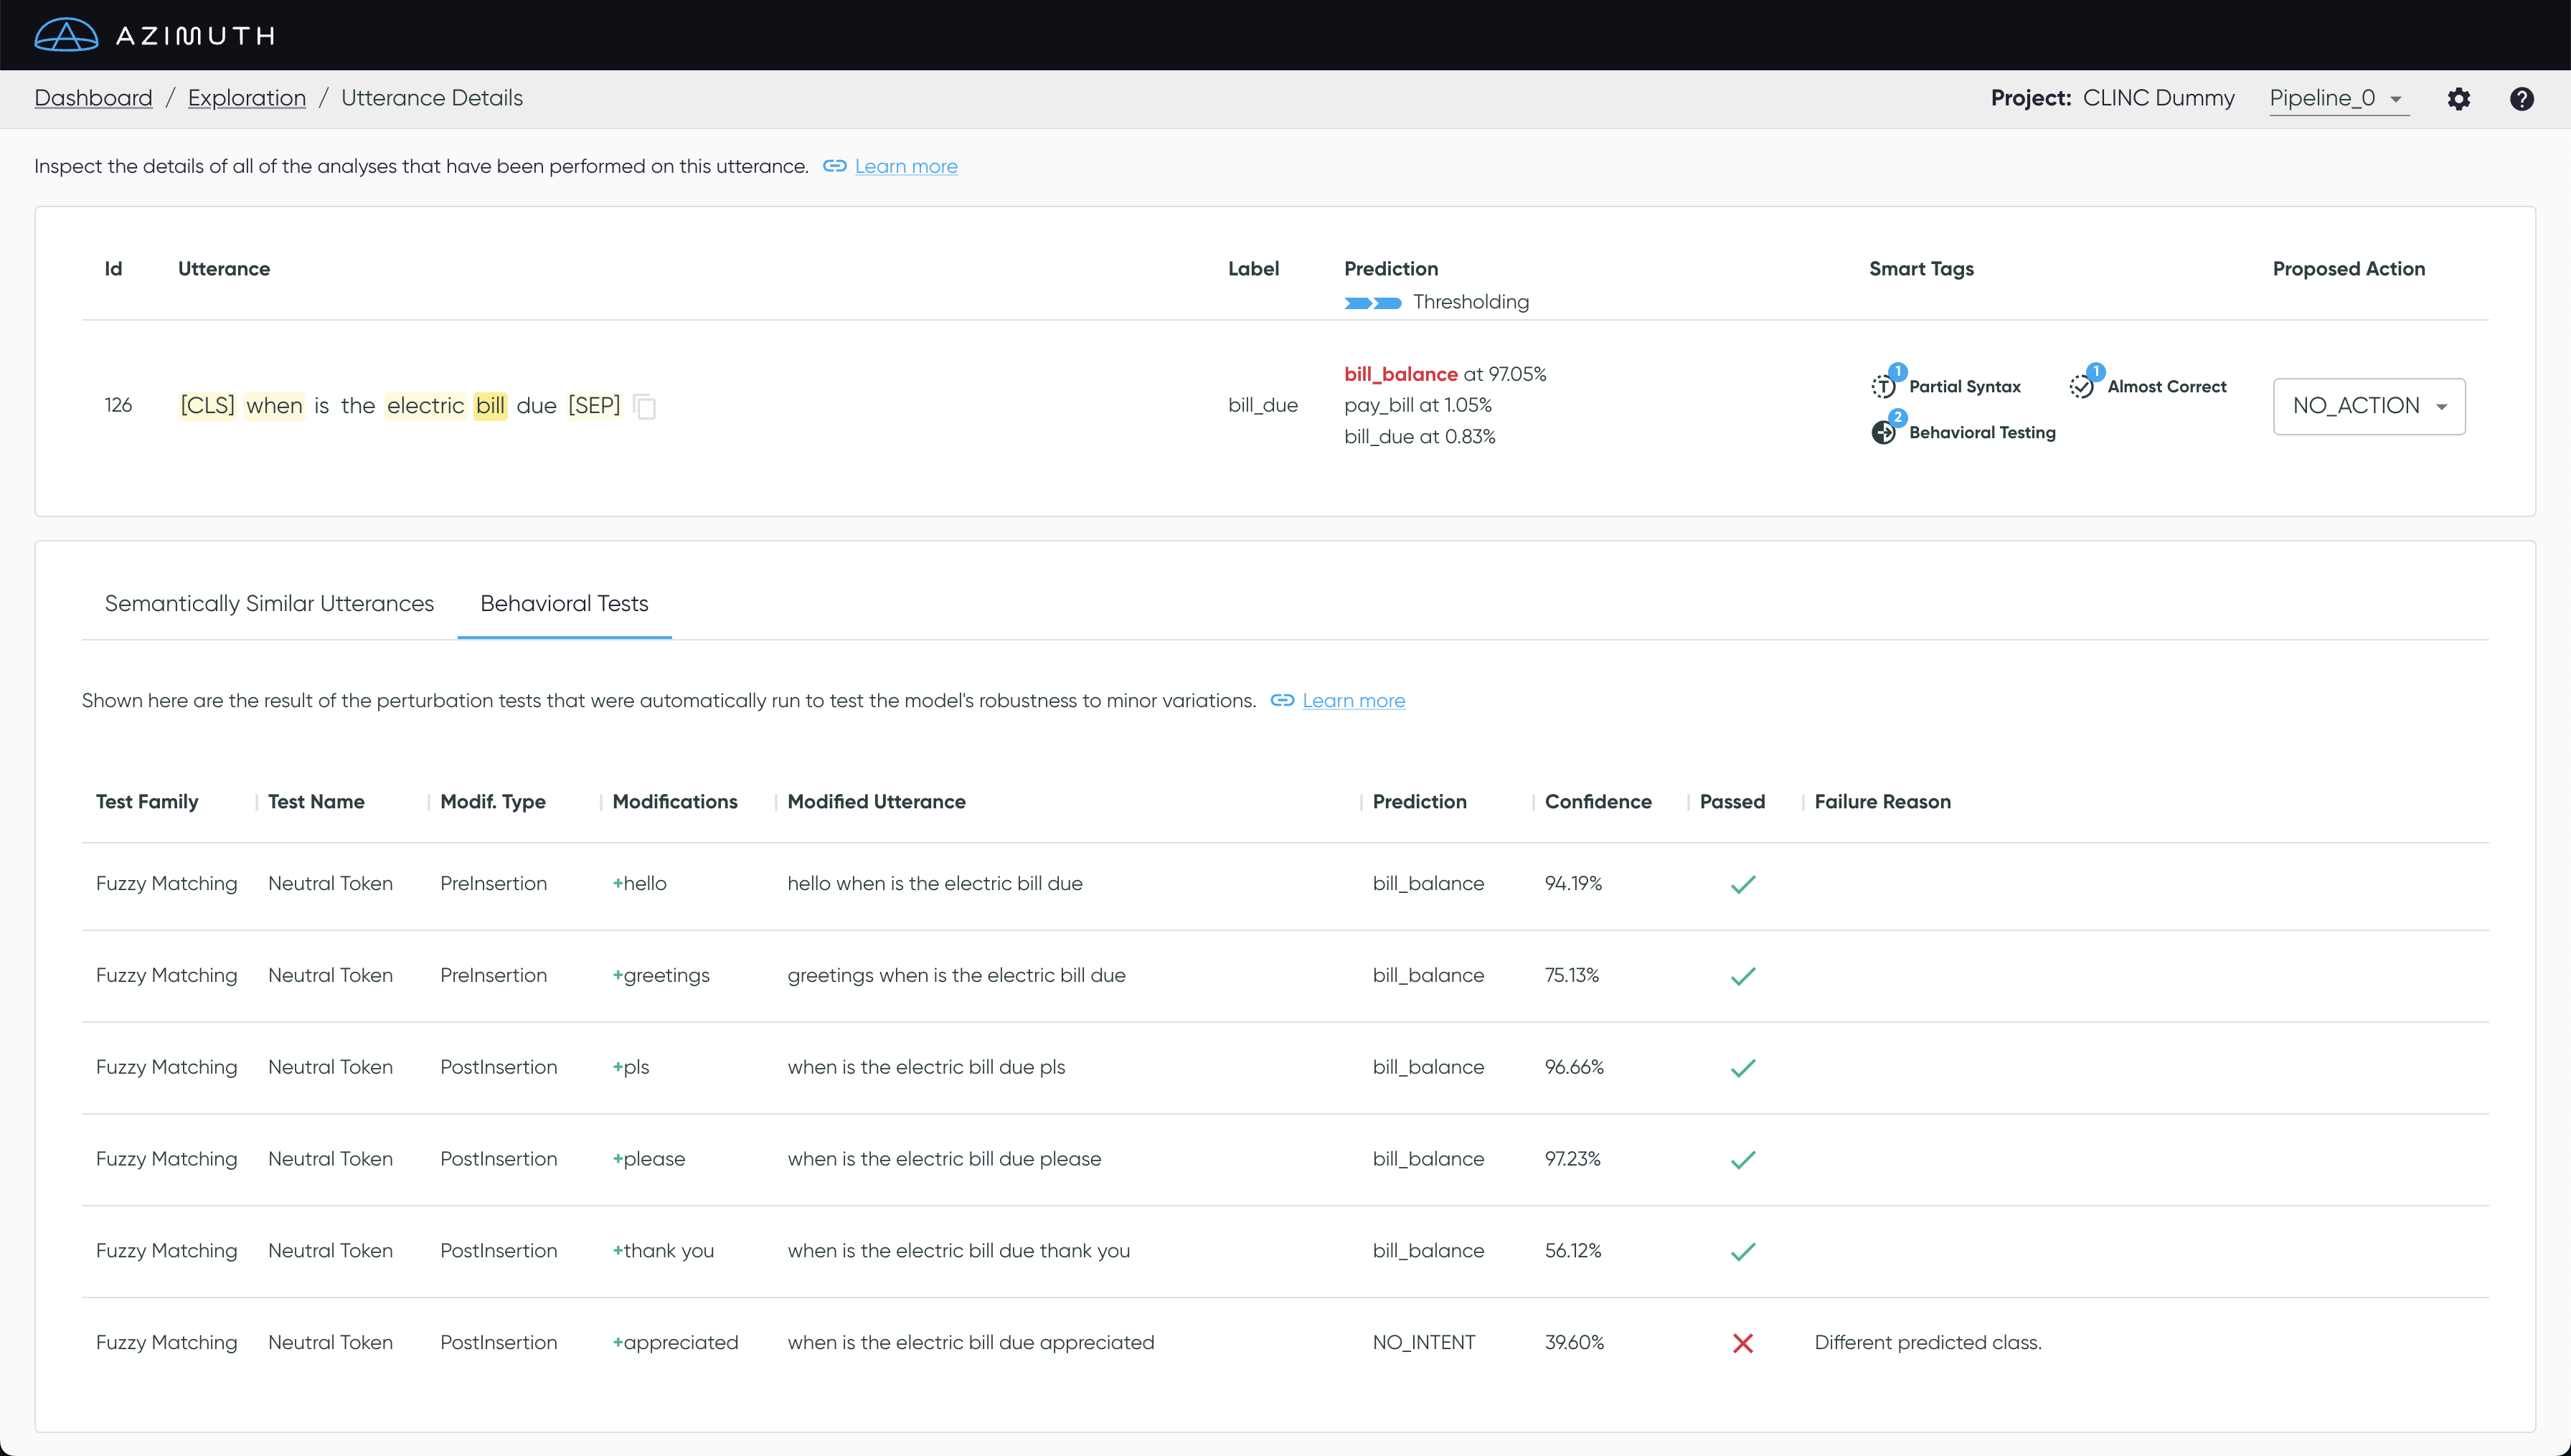 AZIMUTH
Dashboard / Exploration / Utterance Details
Project: CLINC Dummy Pipeline_0
Inspect the details of all of the analyses that have been performed on this utterance. Learn more
Id Utterance Label Prediction Smart Tags Proposed Action
Thresholding
126 [CLS] when is the electric bill due [SEP] bill_due
bill_balance at 97.05%
pay_bill at 1.05%
bill_due at 0.83%
1 Partial Syntax 1 Almost Correct
2 Behavioral Testing
NO_ACTION
Semantically Similar Utterances Behavioral Tests
Shown here are the result of the perturbation tests that were automatically run to test the model's robustness to minor variations. Learn more
Test Family Test Name Modif. Type Modifications Modified Utterance Prediction Confidence Passed Failure Reason
Fuzzy Matching Neutral Token PreInsertion +hello hello when is the electric bill due bill_balance 94.19%
Fuzzy Matching Neutral Token PreInsertion +greetings greetings when is the electric bill due bill_balance 75.13%
Fuzzy Matching Neutral Token PostInsertion +pls when is the electric bill due pls bill_balance 96.66%
Fuzzy Matching Neutral Token PostInsertion +please when is the electric bill due please bill_balance 97.23%
Fuzzy Matching Neutral Token PostInsertion +thank you when is the electric bill due thank you bill_balance 56.12%
Fuzzy Matching Neutral Token PostInsertion +appreciated when is the electric bill due appreciated NO_INTENT 39.60% Different predicted class.